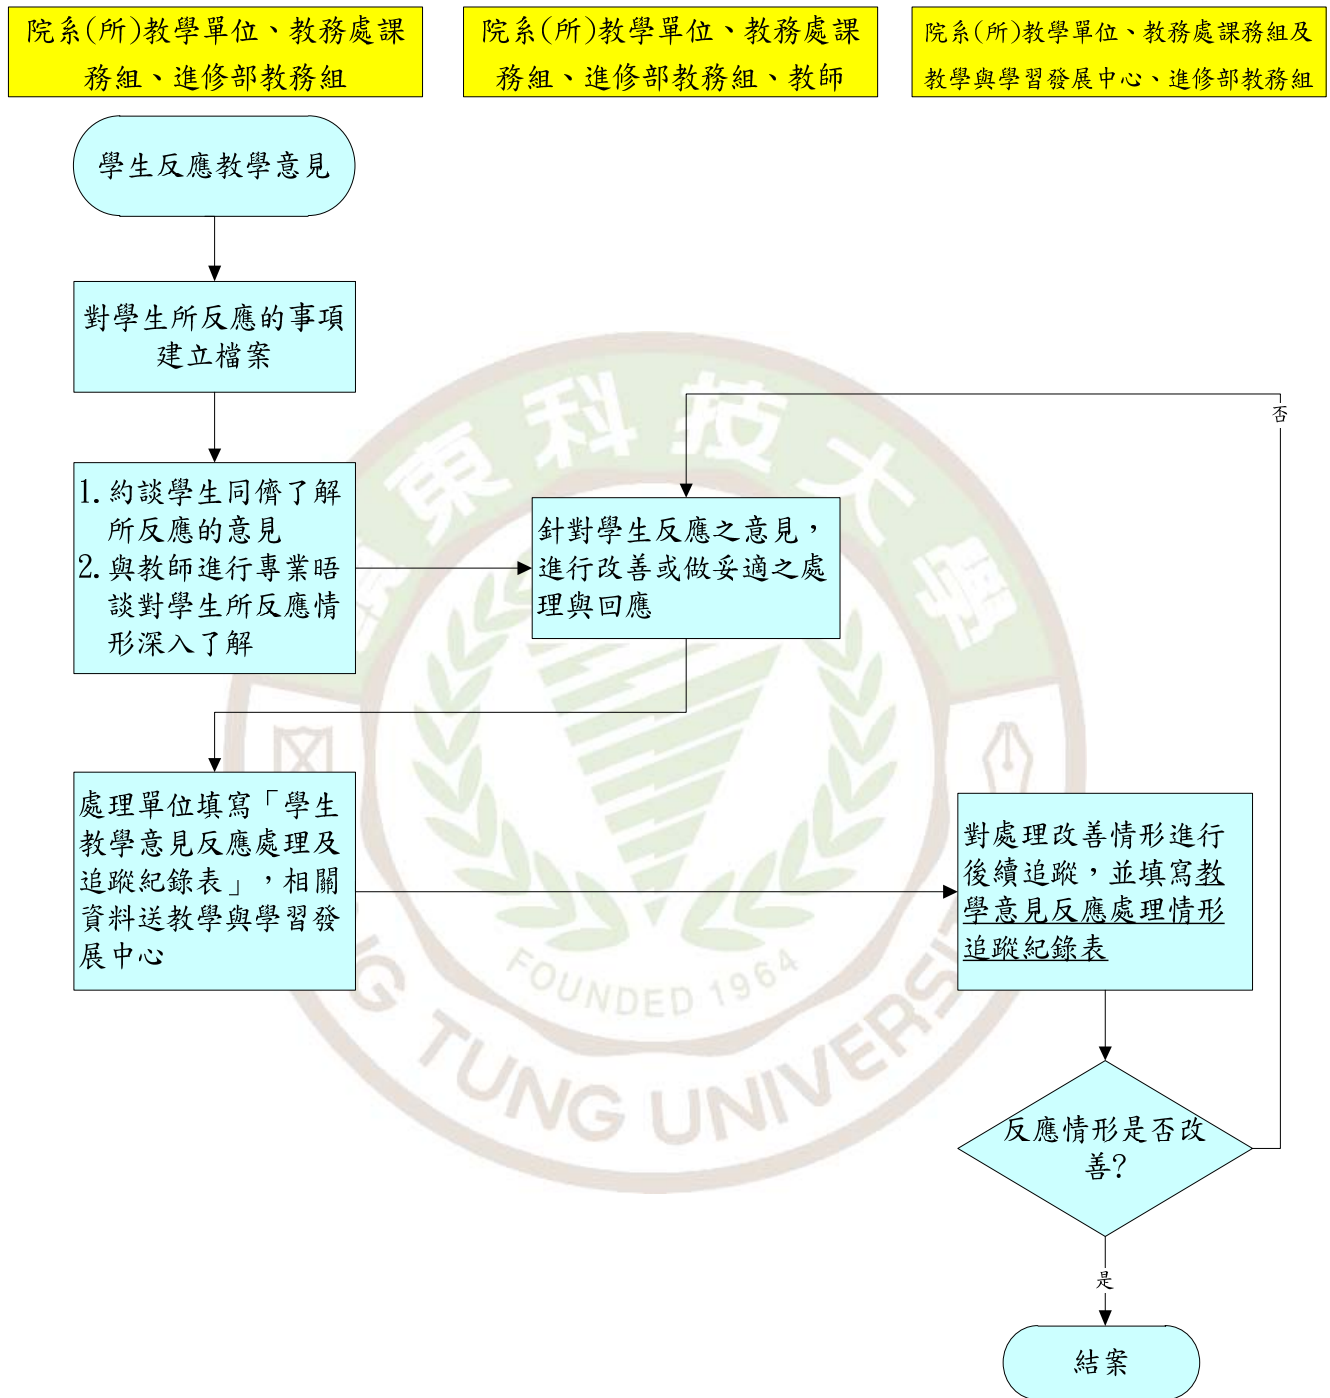 院系(所)教學單位、教務處課
務組、進修部教務組
院系(所)教學單位、教務處課
務組、進修部教務組、教師
院系(所)教學單位、教務處課務組及
教學與學習發展中心、進修部教務組
學生反應教學意見
對學生所反應的事項
建立檔案
否
1.約談學生同儕了解
所反應的意見
2.與教師進行專業晤
談對學生所反應情
形深入了解
針對學生反應之意見，
進行改善或做妥適之處
理與回應
處理單位填寫「學生
教學意見反應處理及
追蹤紀錄表」，相關
資料送教學與學習發
展中心
對處理改善情形進行
後續追蹤，並填寫教
學意見反應處理情形
追蹤紀錄表
反應情形是否改
善?
是
結案
東科技大學
FOUNDED 1964
NG TUNG UNIVERSIT